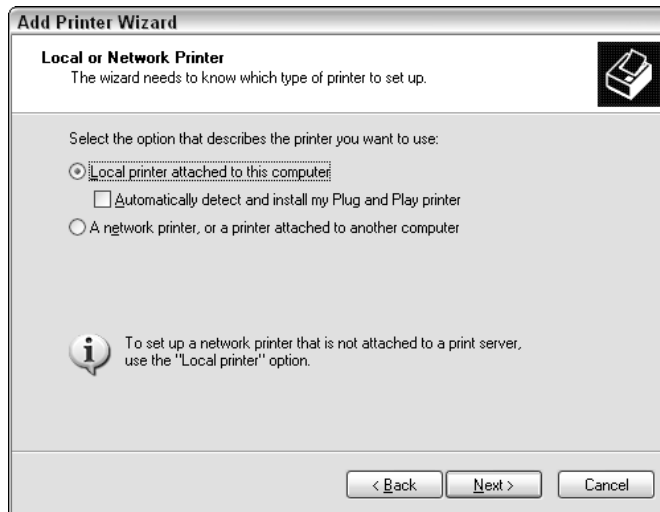 Add Printer Wizard
Local or Network Printer
The wizard needs to know which type of printer to set up.
Select the option that describes the printer you want to use:
Local printer attached to this computer
Automatically detect and install my Plug and Play printer
A network printer, or a printer attached to another computer
To set up a network printer that is not attached to a print server,
use the "Local printer" option.
< Back Next > Cancel